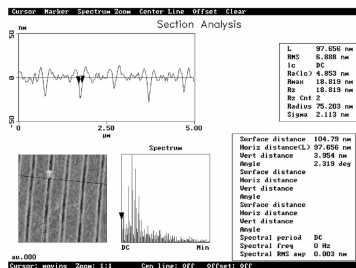 Cursor Marker Spectrum Zoom Center Line Offset Clear
Section Analysis
nm
50
0
-50
0
2.50
5.00
µm
L 97.656 nm
RMS 6.888 nm
lc DC
Ra(lc) 4.853 nm
Rmax 18.819 nm
Rz 18.819 nm
Rz Cnt 2
Radius 75.203 nm
Sigma 2.113 nm
Spectrum
DC
Min
Surface distance 104.79 nm
Horiz distance(L) 97.656 nm
Vert distance 3.954 nm
Angle 2.319 deg
Surface distance
Horiz distance
Vert distance
Angle
Surface distance
Horiz distance
Vert distance
Angle
Spectral period DC
Spectral freq 0 Hz
Spectral RMS amp 0.003 nm
au.000
Cursor: moving Zoom: 1:1 Cen line: Off Offset: Off